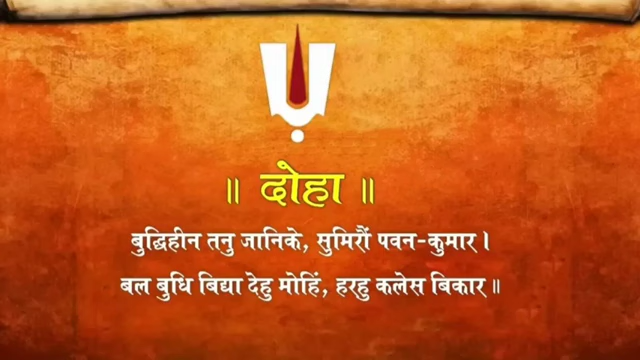 ॥ दोहा ॥
बुद्धिहीन तनु जानिके, सुमिरौं पवन-कुमार।
बल बुधि बिद्या देहु मोहिं, हरहु कलेस बिकार॥